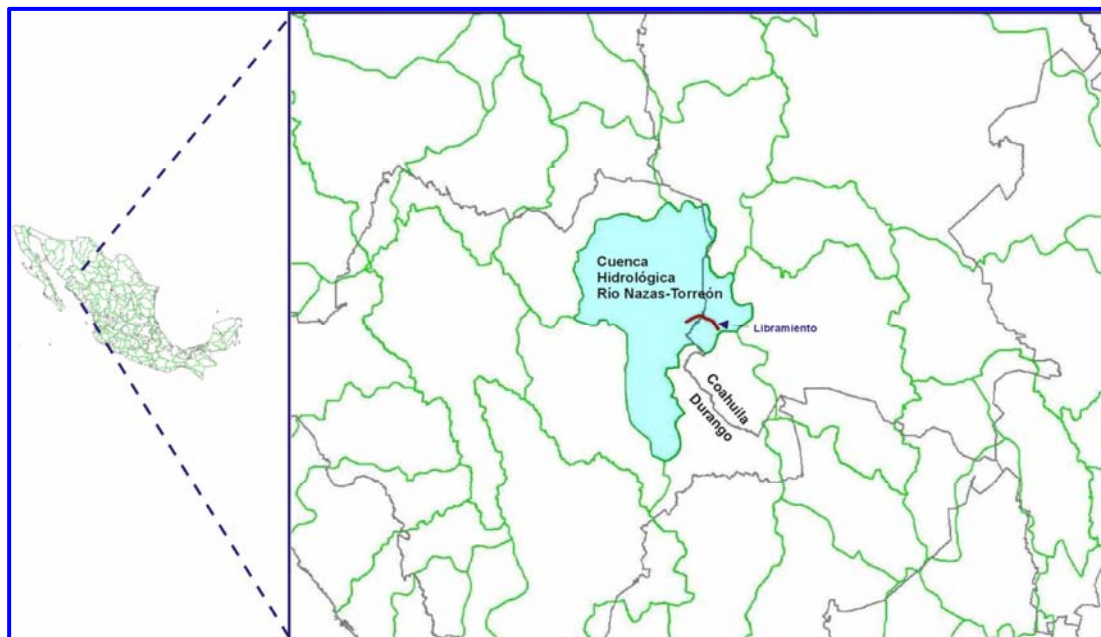 Cuenca
Hidrológica
Río Nazas-Torreón
Libramiento
Coahuila
Durango